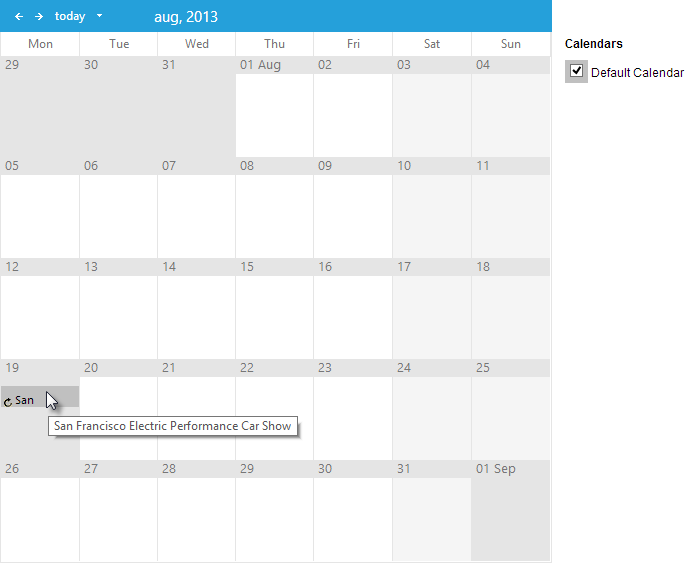 today aug, 2013
Mon Tue Wed Thu Fri Sat Sun
29 30 31 01 Aug 02 03 04
05 06 07 08 09 10 11
12 13 14 15 16 17 18
19 20 21 22 23 24 25
San
San Francisco Electric Performance Car Show
26 27 28 29 30 31 01 Sep
Calendars
Default Calendar